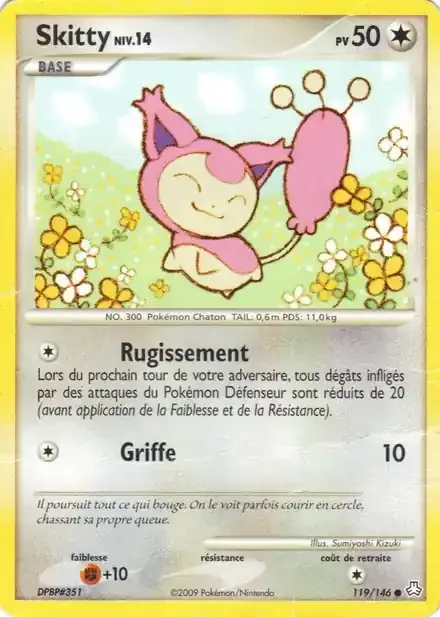 Skitty NIV.14 PV 50
BASE
NO. 300 Pokémon Chaton TAIL: 0,6m PDS: 11,0kg
Rugissement
Lors du prochain tour de votre adversaire, tous dégâts infligés
par des attaques du Pokémon Défenseur sont réduits de 20
(avant application de la Faiblesse et de la Résistance).
Griffe 10
Il poursuit tout ce qui bouge. On le voit parfois courir en cercle,
chassant sa propre queue.
Illus. Sumiyoshi Kizuki
faiblesse résistance coût de retraite
+10
DPBP#351 ©2009 Pokémon/Nintendo 119/146